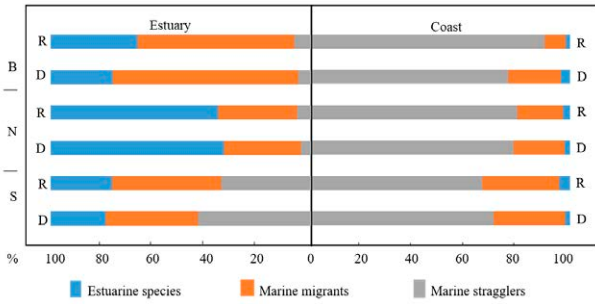 Estuary Coast
R R
B
D D
R R
N
D D
R R
S
D D
% 100 80 60 40 20 0 20 40 60 80 100
Estuarine species Marine migrants Marine stragglers